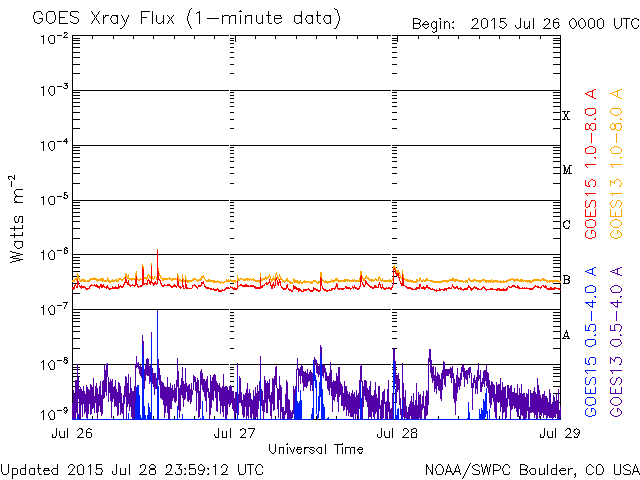 GOES Xray Flux (1-minute data)
Begin: 2015 Jul 26 0000 UTC
10⁻²
10⁻³
10⁻⁴
10⁻⁵
10⁻⁶
10⁻⁷
10⁻⁸
10⁻⁹
Watts m⁻²
X
M
C
B
A
GOES15 1.0-8.0 A
GOES13 1.0-8.0 A
GOES15 0.5-4.0 A
GOES13 0.5-4.0 A
Jul 26
Jul 27
Jul 28
Jul 29
Universal Time
Updated 2015 Jul 28 23:59:12 UTC
NOAA/SWPC Boulder, CO USA